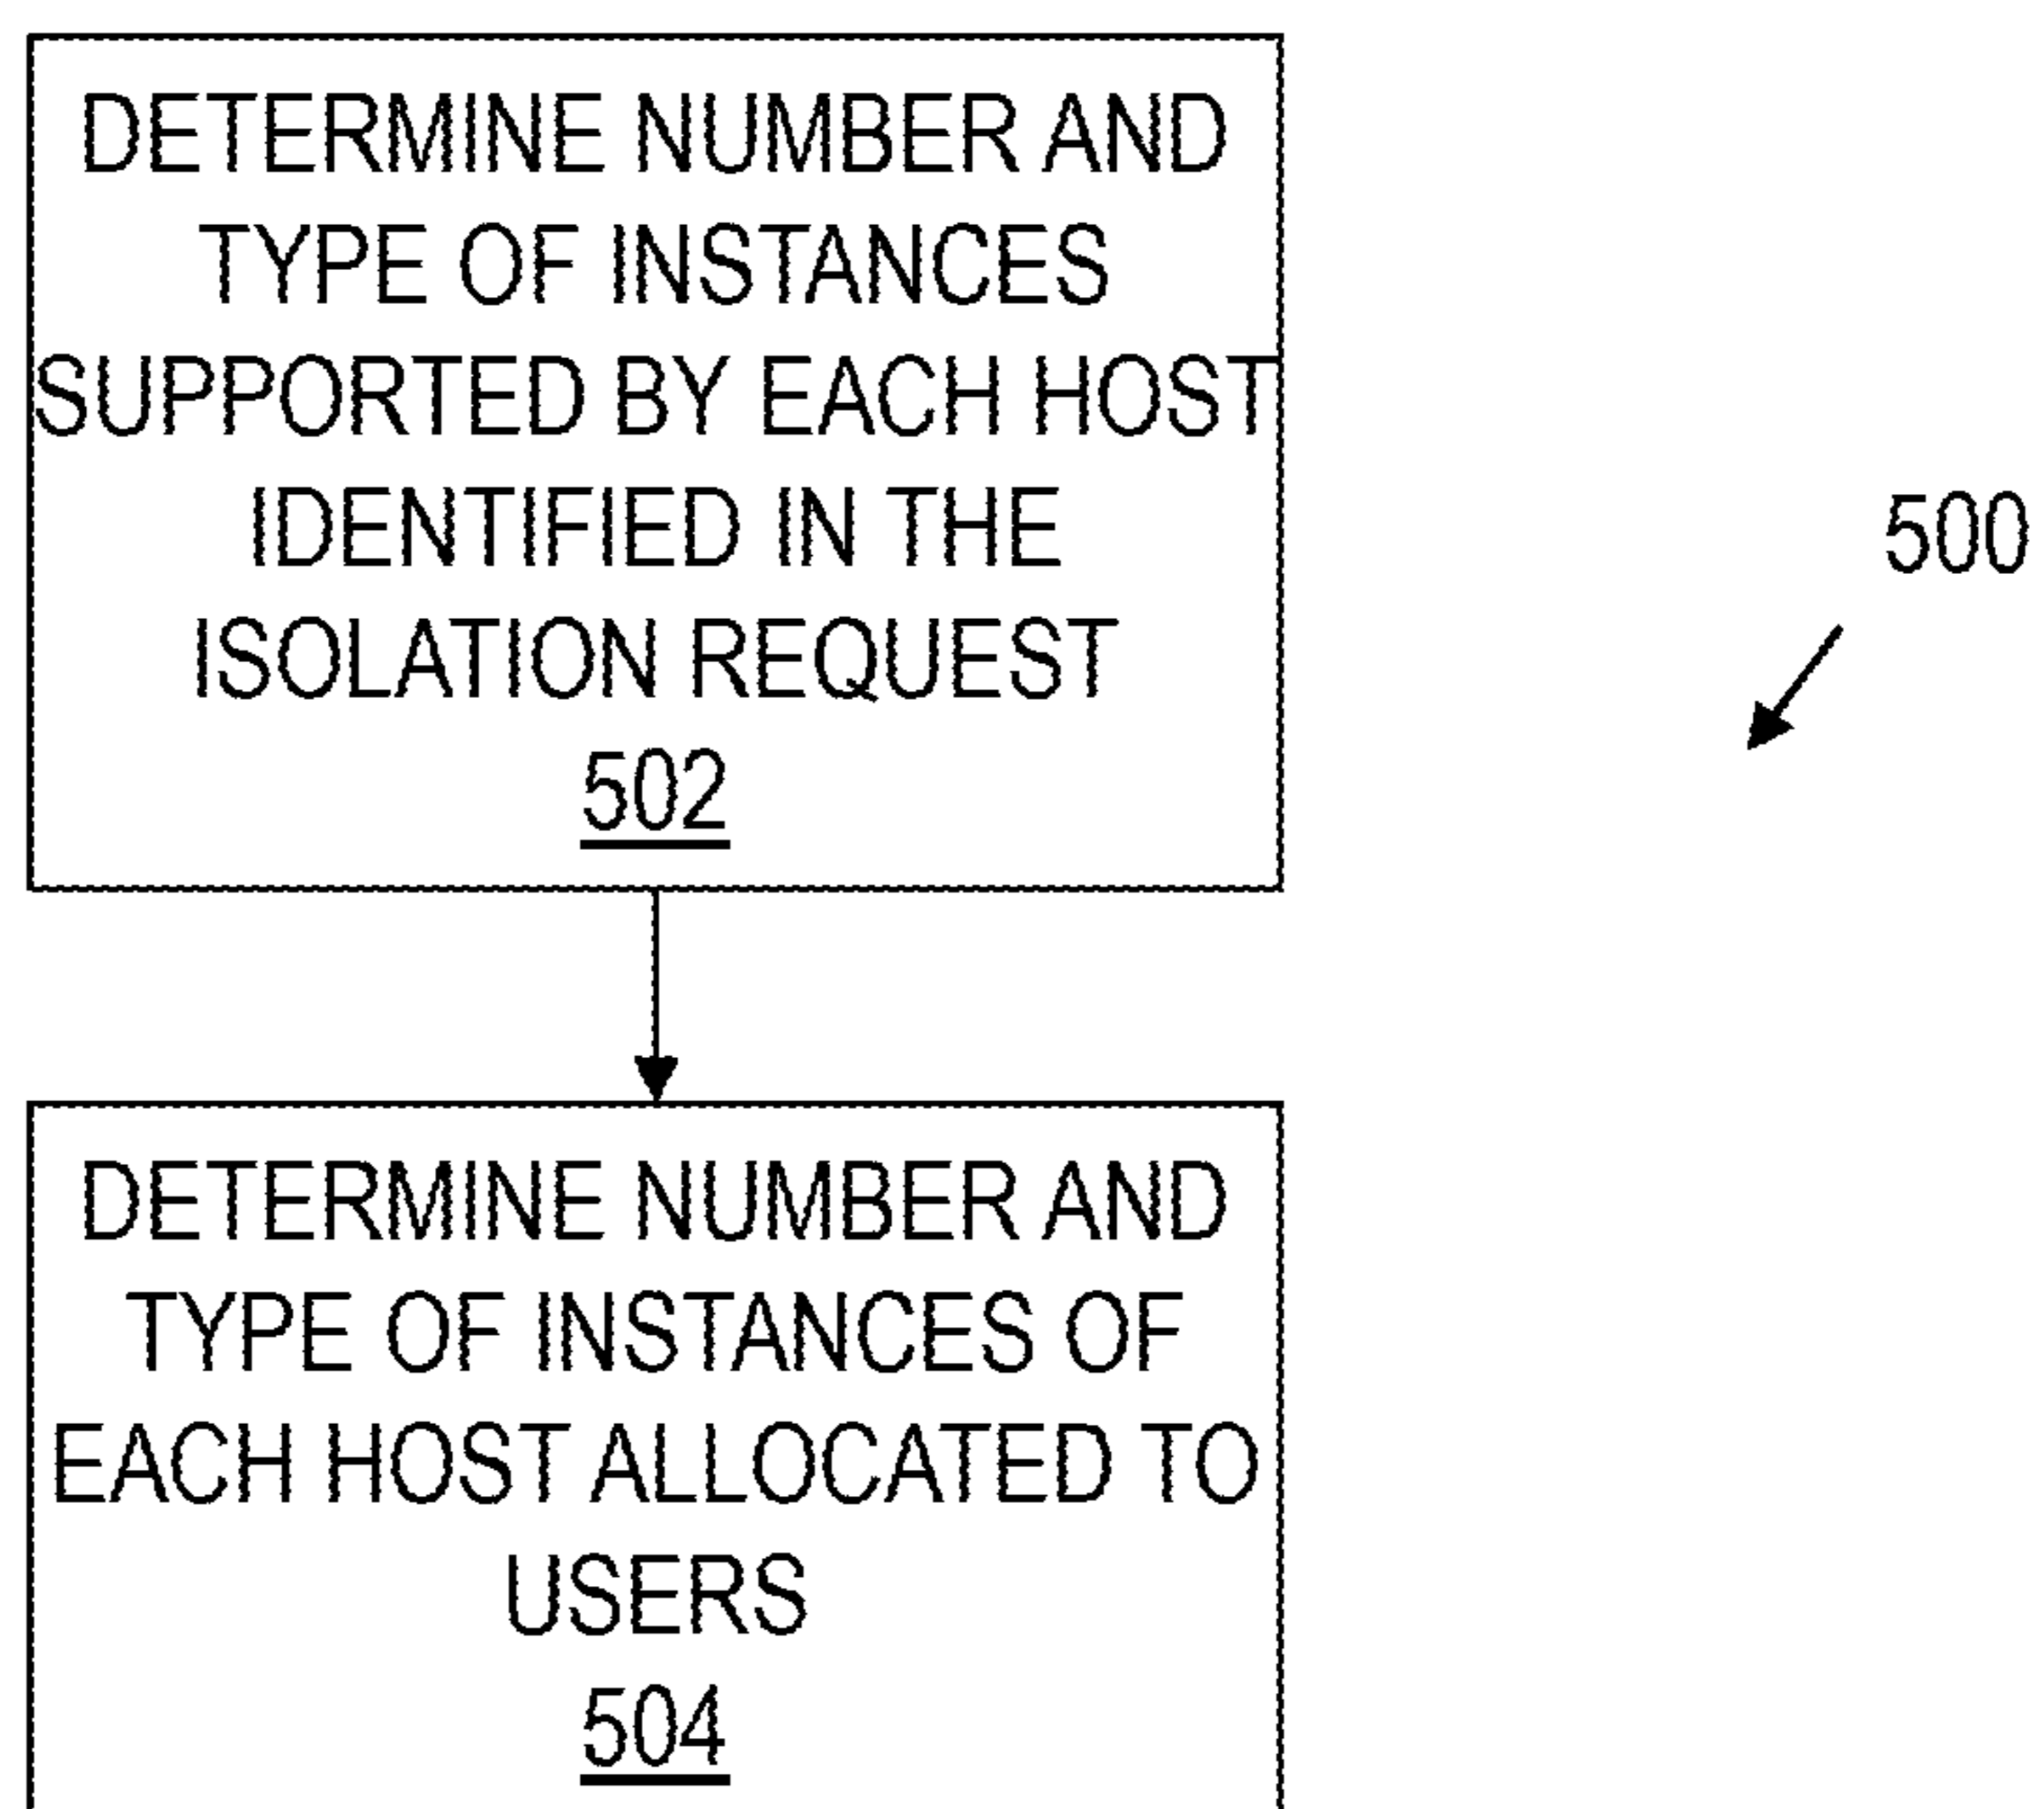 DETERMINE NUMBER AND
TYPE OF INSTANCES
SUPPORTED BY EACH HOST
IDENTIFIED IN THE
ISOLATION REQUEST
502
500
DETERMINE NUMBER AND
TYPE OF INSTANCES OF
EACH HOST ALLOCATED TO
USERS
504